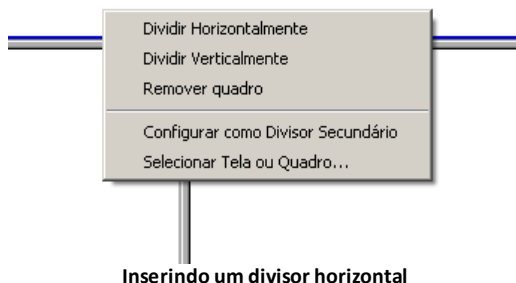 Dividir Horizontalmente
Dividir Verticalmente
Remover quadro
Configurar como Divisor Secundário
Selecionar Tela ou Quadro...
Inserindo um divisor horizontal